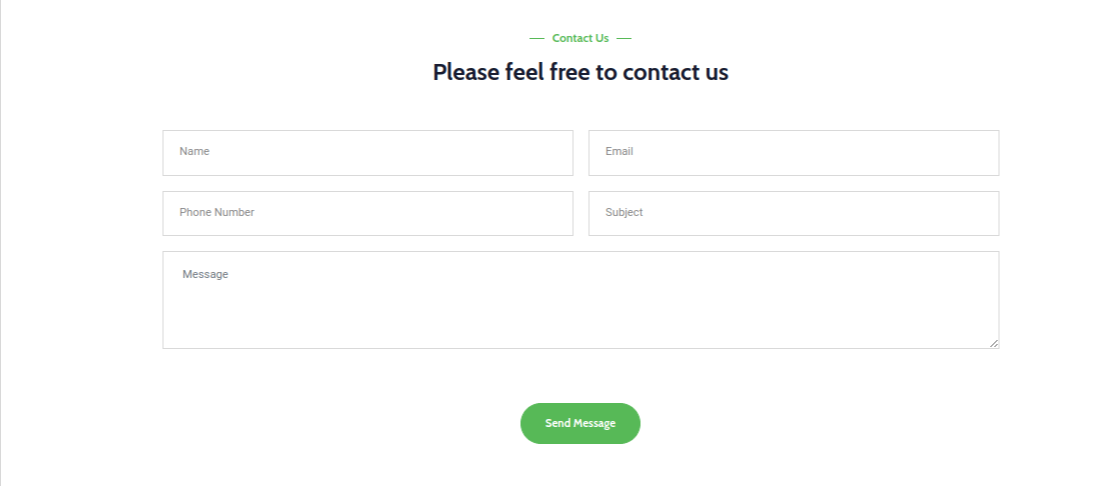 Contact Us
Please feel free to contact us
Name
Email
Phone Number
Subject
Message
Send Message